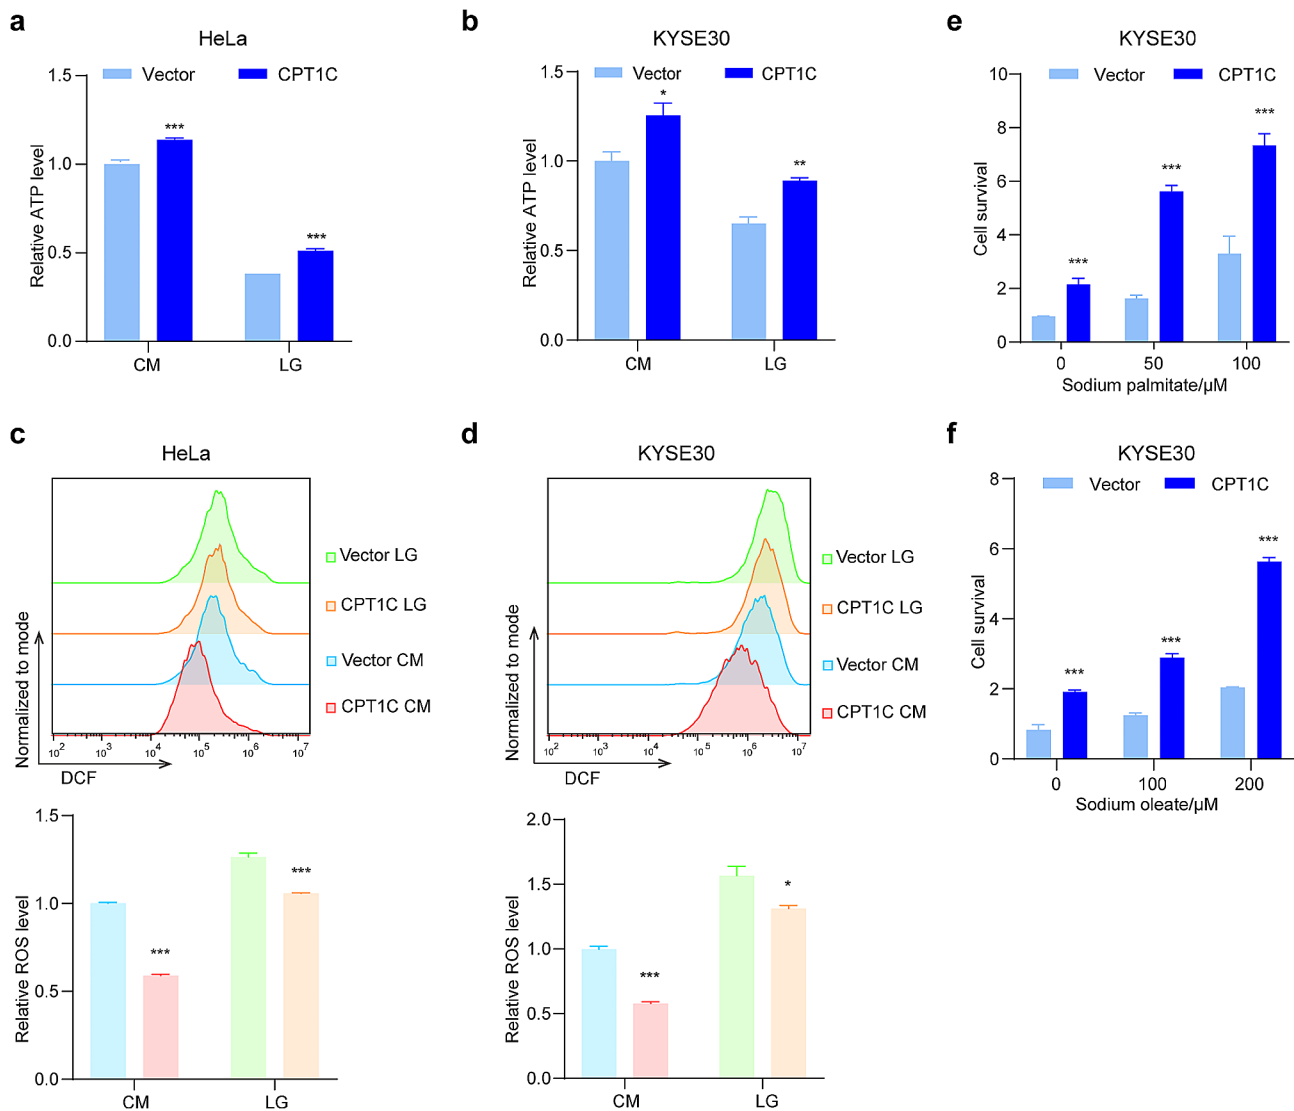 a
HeLa
Vector
CPT1C
Relative ATP level
1.5
1.0
0.5
0.0
***
***
CM
LG
b
KYSE30
Vector
CPT1C
Relative ATP level
1.5
1.0
0.5
0.0
*
**
CM
LG
e
KYSE30
Vector
CPT1C
Cell survival
10
8
6
4
2
0
***
***
***
0
50
100
Sodium palmitate/µM
c
HeLa
Normalized to mode
Vector LG
CPT1C LG
Vector CM
CPT1C CM
10^2
10^3
10^4
10^5
10^6
10^7
DCF
Relative ROS level
1.5
1.0
0.5
0.0
***
***
CM
LG
d
KYSE30
Normalized to mode
Vector LG
CPT1C LG
Vector CM
CPT1C CM
10^2
10^3
10^4
10^5
10^6
10^7
DCF
Relative ROS level
2.0
1.5
1.0
0.5
0.0
***
*
CM
LG
f
KYSE30
Vector
CPT1C
Cell survival
8
6
4
2
0
***
***
***
0
100
200
Sodium oleate/µM